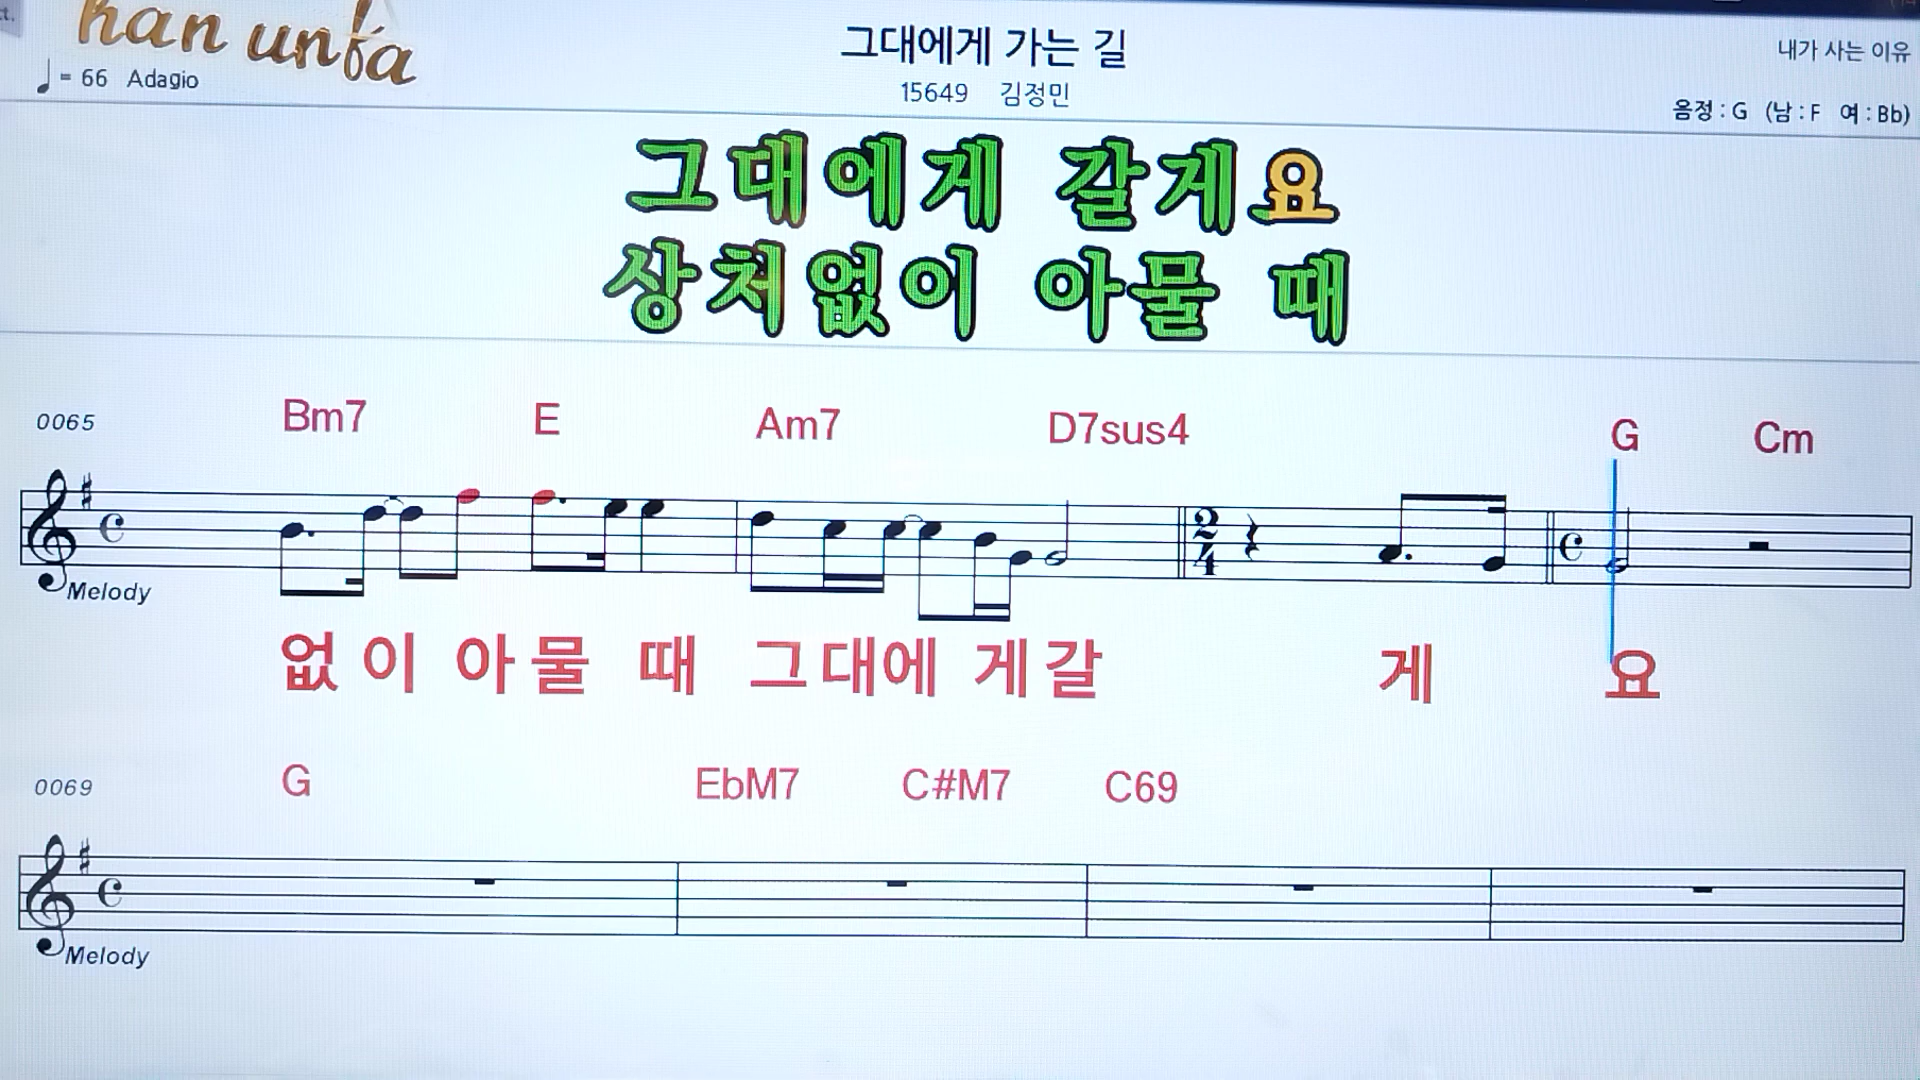 han unfa
♩ = 66 Adagio
그대에게 가는 길
15649 김정민
내가 사는 이유
음정 : G (남 : F 여 : Bb)
그대에게 갈게요
상처없이 아물 때
0065
Bm7 E Am7 D7sus4 G Cm
2/4
Melody
없 이 아 물 때 그 대 에 게 갈 게 요
0069
G EbM7 C#M7 C69
Melody